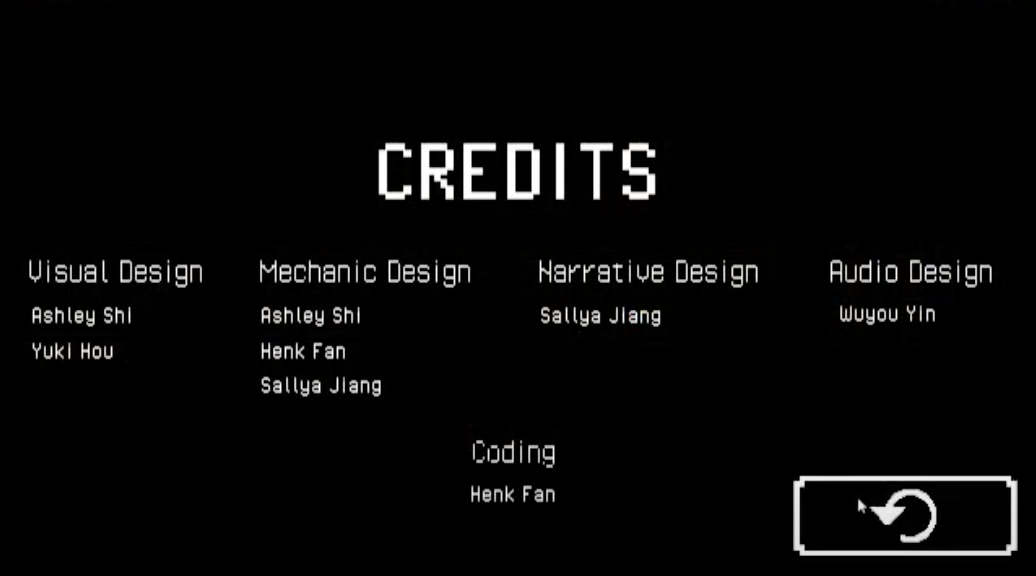 CREDITS
Visual Design
Ashley Shi
Yuki Hou
Mechanic Design
Ashley Shi
Henk Fan
Sallya Jiang
Narrative Design
Sallya Jiang
Audio Design
Wuyou Yin
Coding
Henk Fan